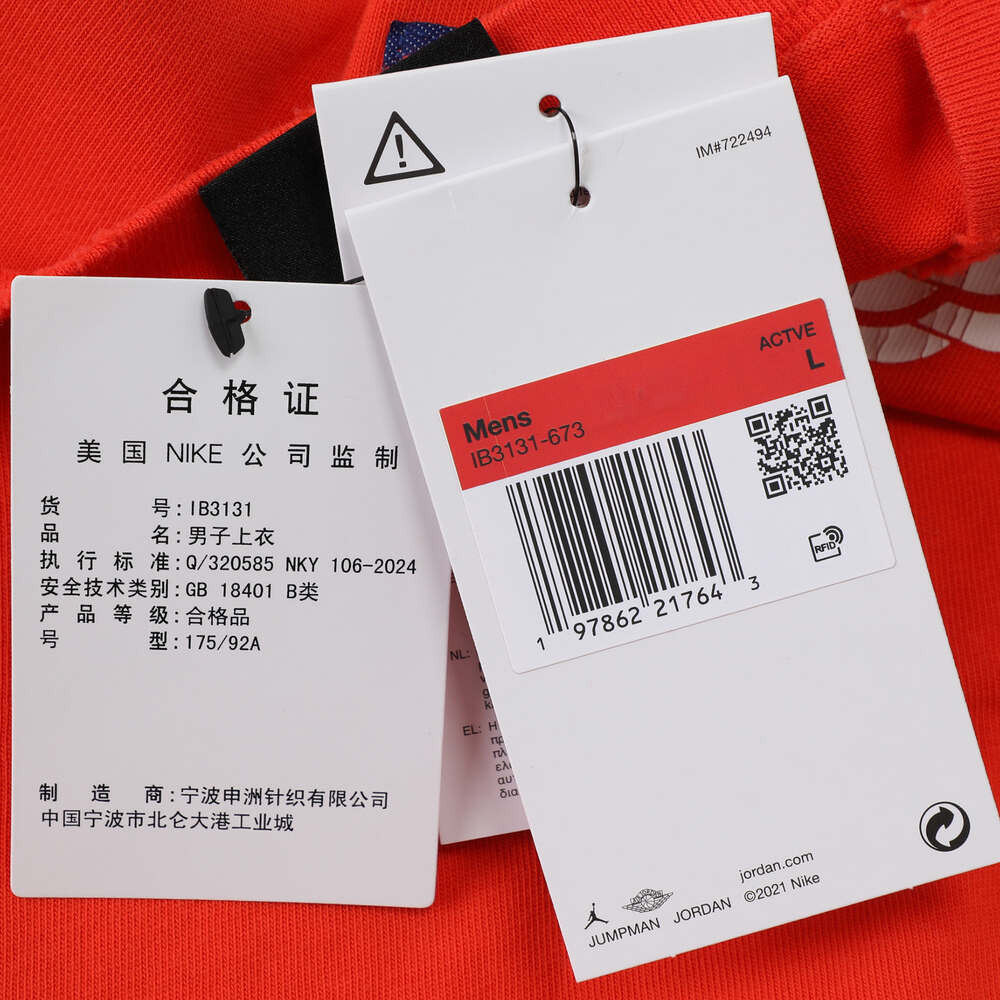 IM#722494
ACTVE
L
Mens
IB3131-673
RFID
1 97862 21764 3
jordan.com
©2021 Nike
JUMPMAN JORDAN
合格证
美国 NIKE 公司监制
货 号:IB3131
品 名:男子上衣
执 行 标 准:Q/320585 NKY 106-2024
安全技术类别:GB 18401 B类
产 品 等 级:合格品
号 型:175/92A
制 造 商:宁波申洲针织有限公司
中国宁波市北仑大港工业城
NL:
EL: Η